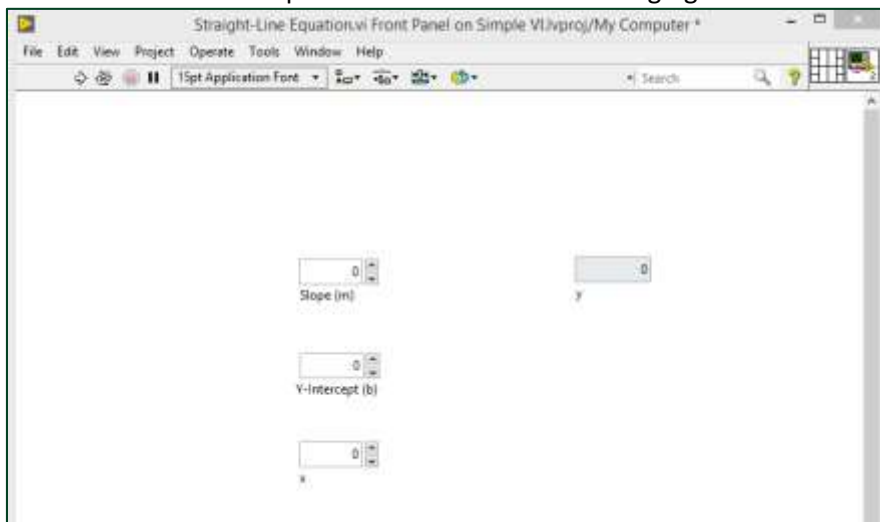 Straight-Line Equation.vi Front Panel on Simple VI.lvproj/My Computer *
File Edit View Project Operate Tools Window Help
15pt Application Font Search
0 0
Slope (m) y
0
Y-Intercept (b)
0
x